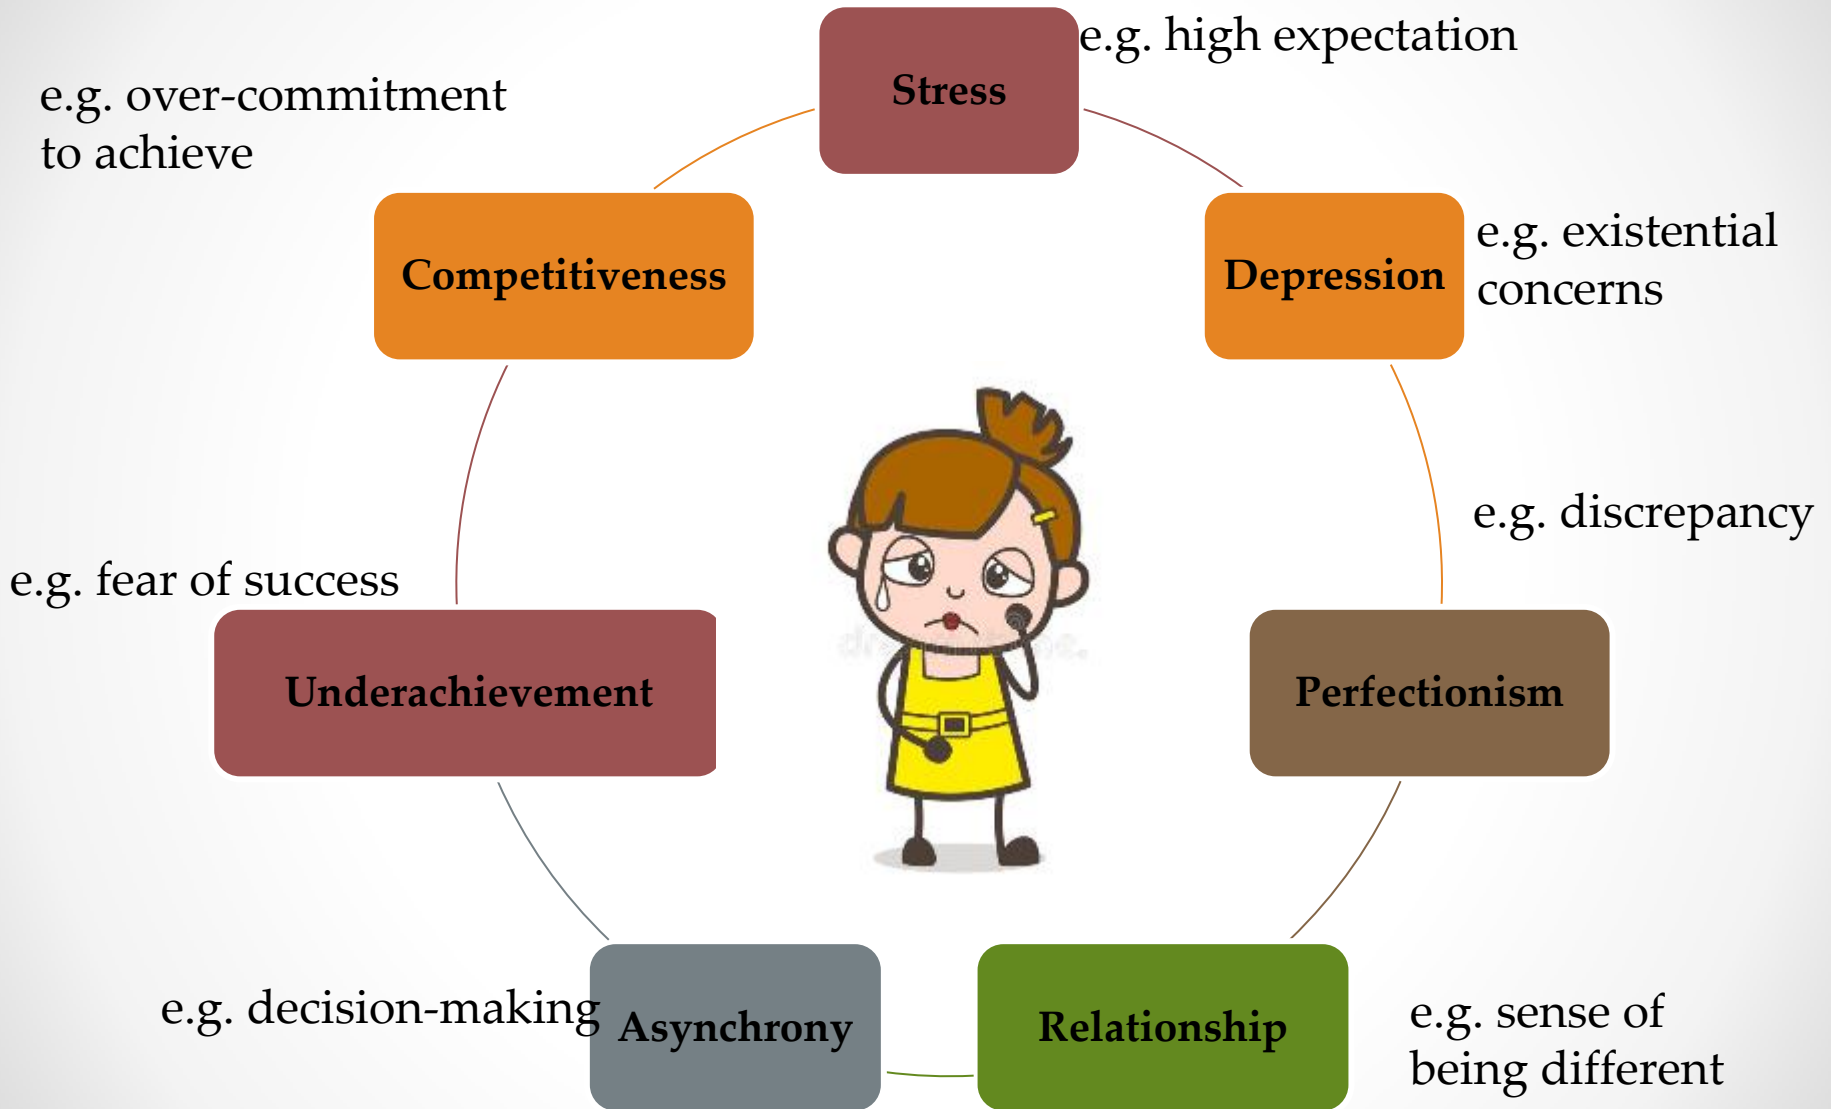 Stress
e.g. high expectation
e.g. over-commitment
to achieve
Competitiveness
Depression
e.g. existential
concerns
e.g. discrepancy
e.g. fear of success
Underachievement
Perfectionism
e.g. decision-making
Asynchrony
Relationship
e.g. sense of
being different